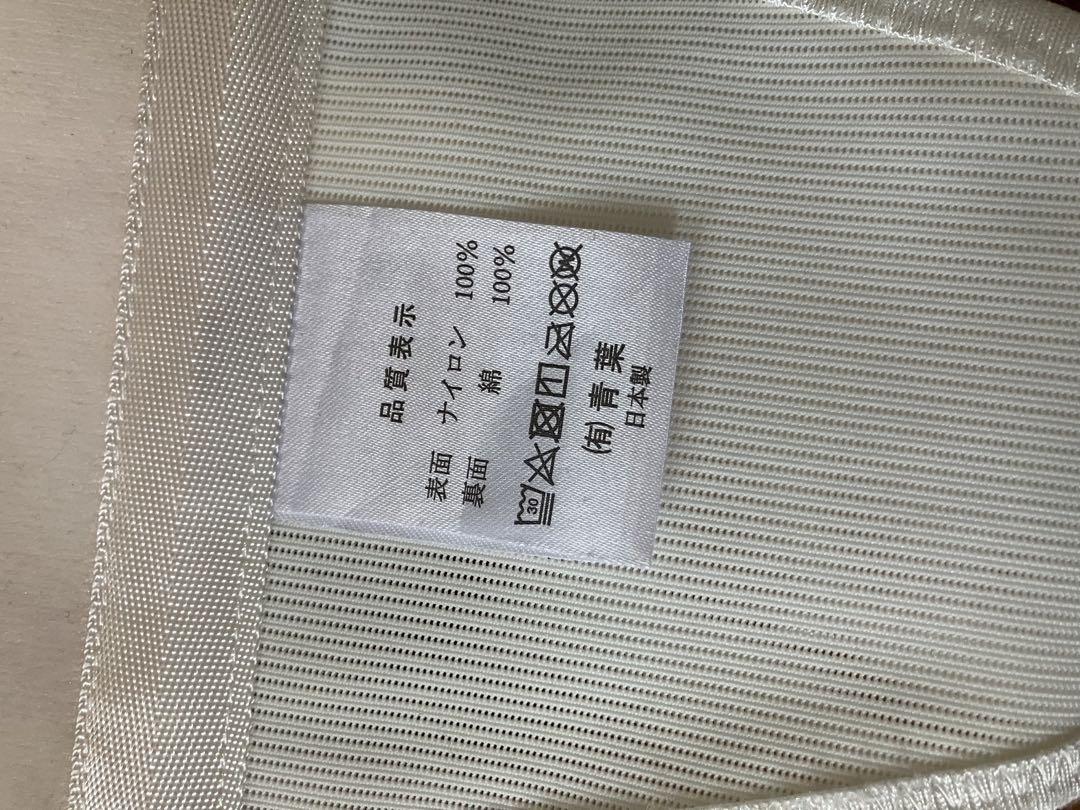 品質表示
表面 ナイロン 100%
裏面 綿 100%
30
㈲青葉
日本製